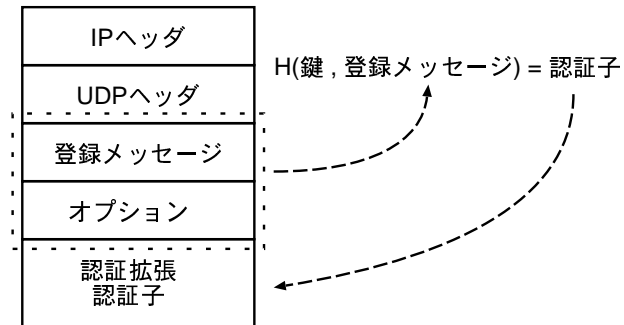 IPヘッダ
UDPヘッダ
登録メッセージ
オプション
認証拡張
認証子
H(鍵 , 登録メッセージ) = 認証子